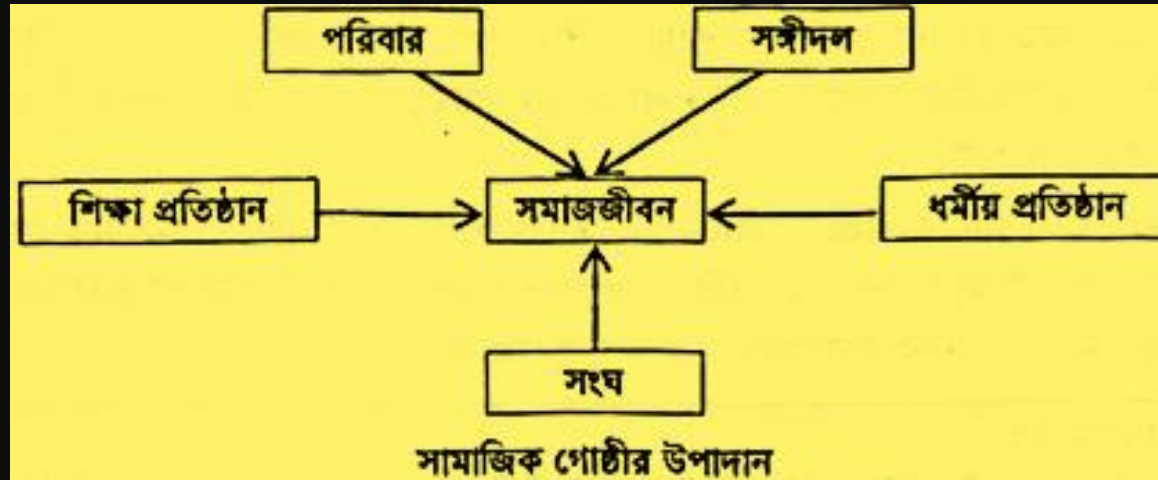 পরিবার
সঙ্গীদল
শিক্ষা প্রতিষ্ঠান
সমাজজীবন
ধর্মীয় প্রতিষ্ঠান
সংঘ
সামাজিক গোষ্ঠীর উপাদান